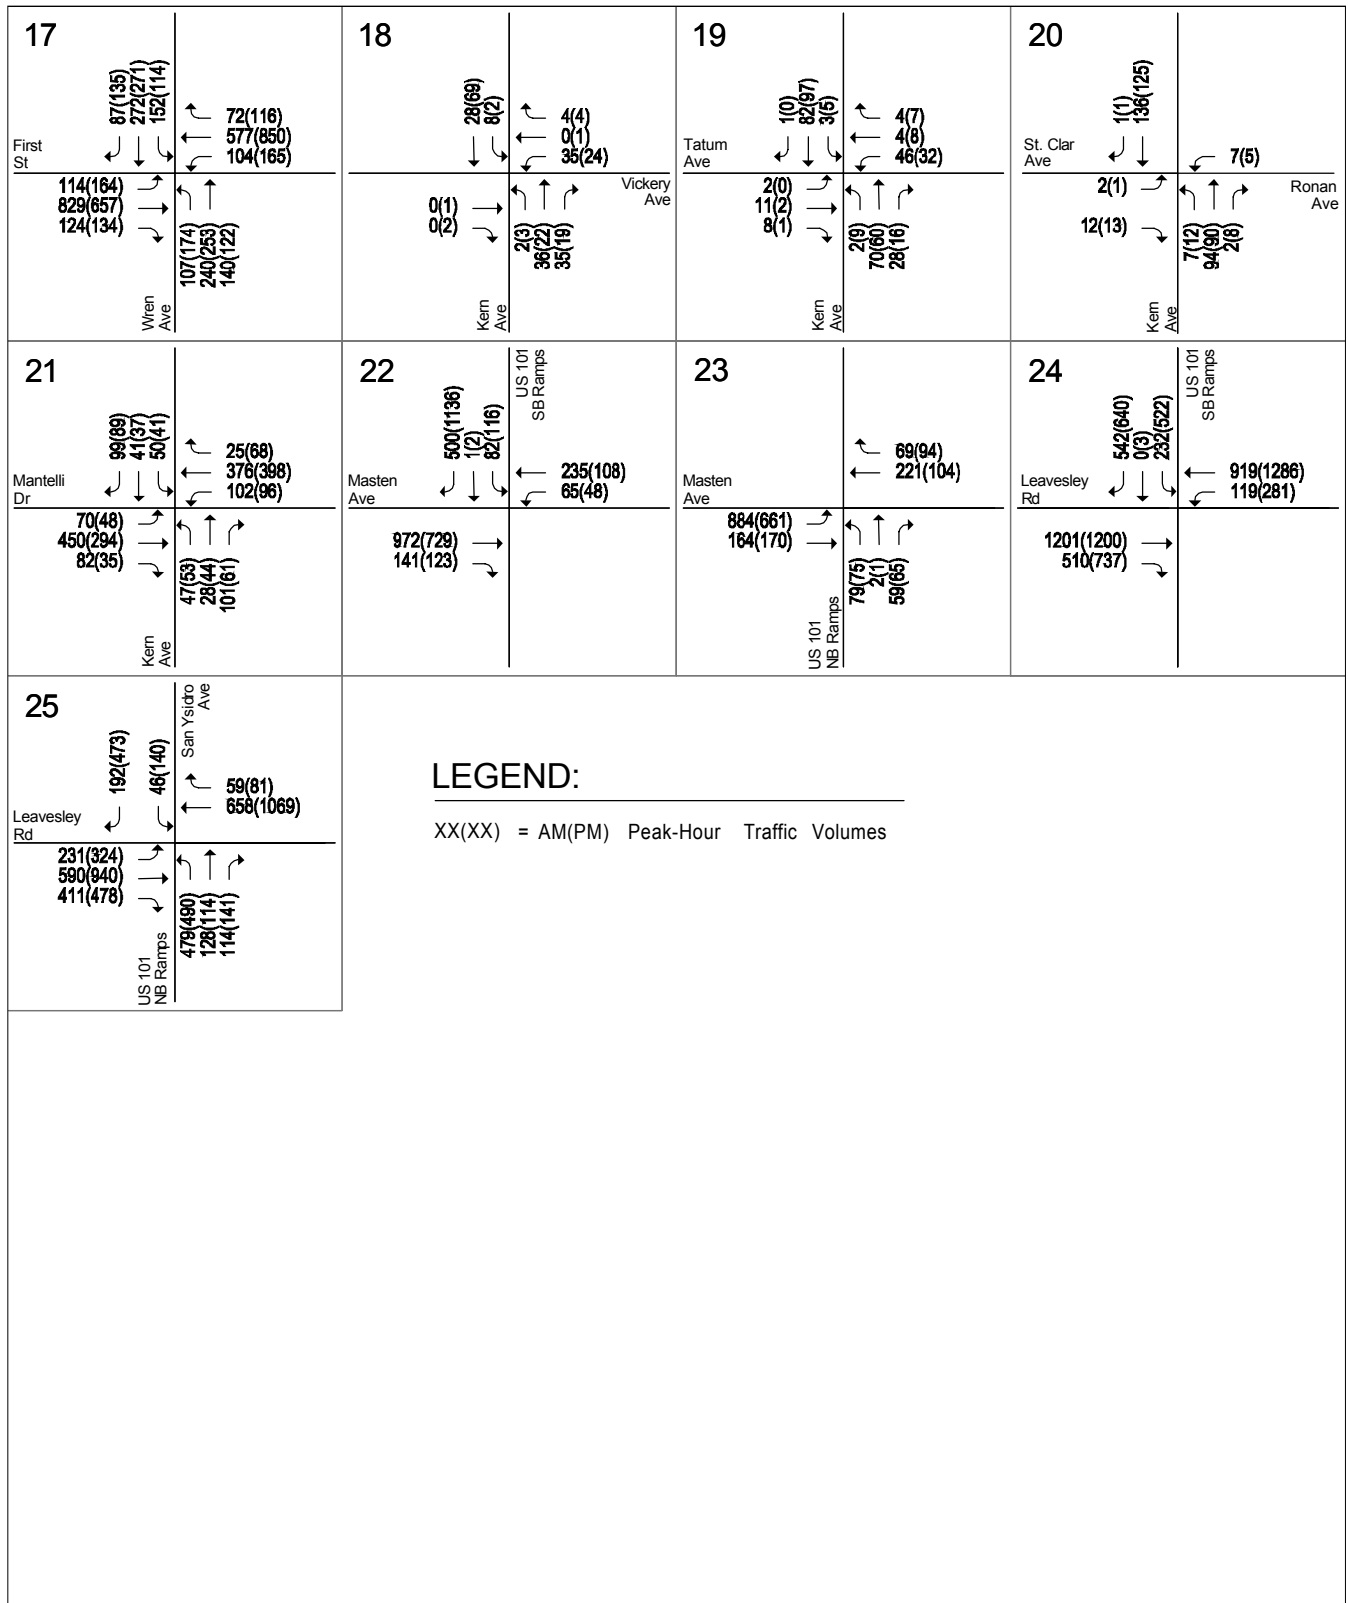 17
87(135)
272(271)
152(114)
72(116)
577(850)
104(165)
First
St
114(164)
829(657)
124(134)
107(174)
240(253)
140(122)
Wren
Ave
18
28(69)
8(2)
4(4)
0(1)
35(24)
Vickery
Ave
0(1)
0(2)
2(3)
36(22)
35(19)
Kern
Ave
19
1(0)
82(97)
3(5)
4(7)
4(8)
46(32)
Tatum
Ave
2(0)
11(2)
8(1)
2(9)
70(60)
28(16)
Kern
Ave
20
1(1)
136(125)
7(5)
St. Clar
Ave
Ronan
Ave
2(1)
12(13)
7(12)
94(90)
2(8)
Kern
Ave
21
99(89)
41(37)
50(41)
25(68)
376(398)
102(96)
Mantelli
Dr
70(48)
450(294)
82(35)
47(53)
28(44)
101(61)
Kern
Ave
22
US 101
SB Ramps
500(1136)
1(2)
82(116)
235(108)
65(48)
Masten
Ave
972(729)
141(123)
23
69(94)
221(104)
Masten
Ave
884(661)
164(170)
79(75)
2(1)
59(65)
US 101
NB Ramps
24
US 101
SB Ramps
542(640)
0(3)
232(522)
919(1286)
119(281)
Leavesley
Rd
1201(1200)
510(737)
25
San Ysidro
Ave
192(473)
46(140)
59(81)
658(1069)
Leavesley
Rd
231(324)
590(940)
411(478)
479(490)
128(114)
114(141)
US 101
NB Ramps
LEGEND:
XX(XX) = AM(PM) Peak-Hour Traffic Volumes